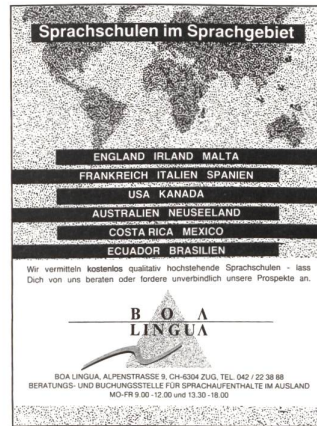 Sprachschulen im Sprachgebiet
ENGLAND IRLAND MALTA
FRANKREICH ITALIEN SPANIEN
USA KANADA
AUSTRALIEN NEUSEELAND
COSTA RICA MEXICO
ECUADOR BRASILIEN
Wir vermitteln kostenlos qualitativ hochstehende Sprachschulen - lass
Dich von uns beraten oder fordere unverbindlich unsere Prospekte an.
BOA
LINGUA
BOA LINGUA, ALPENSTRASSE 9, CH-6304 ZUG, TEL. 042 / 22 38 88
BERATUNGS- UND BUCHUNGSSTELLE FÜR SPRACHAUFENTHALTE IM AUSLAND
MO-FR 9.00 -12.00 und 13.30 - 18.00